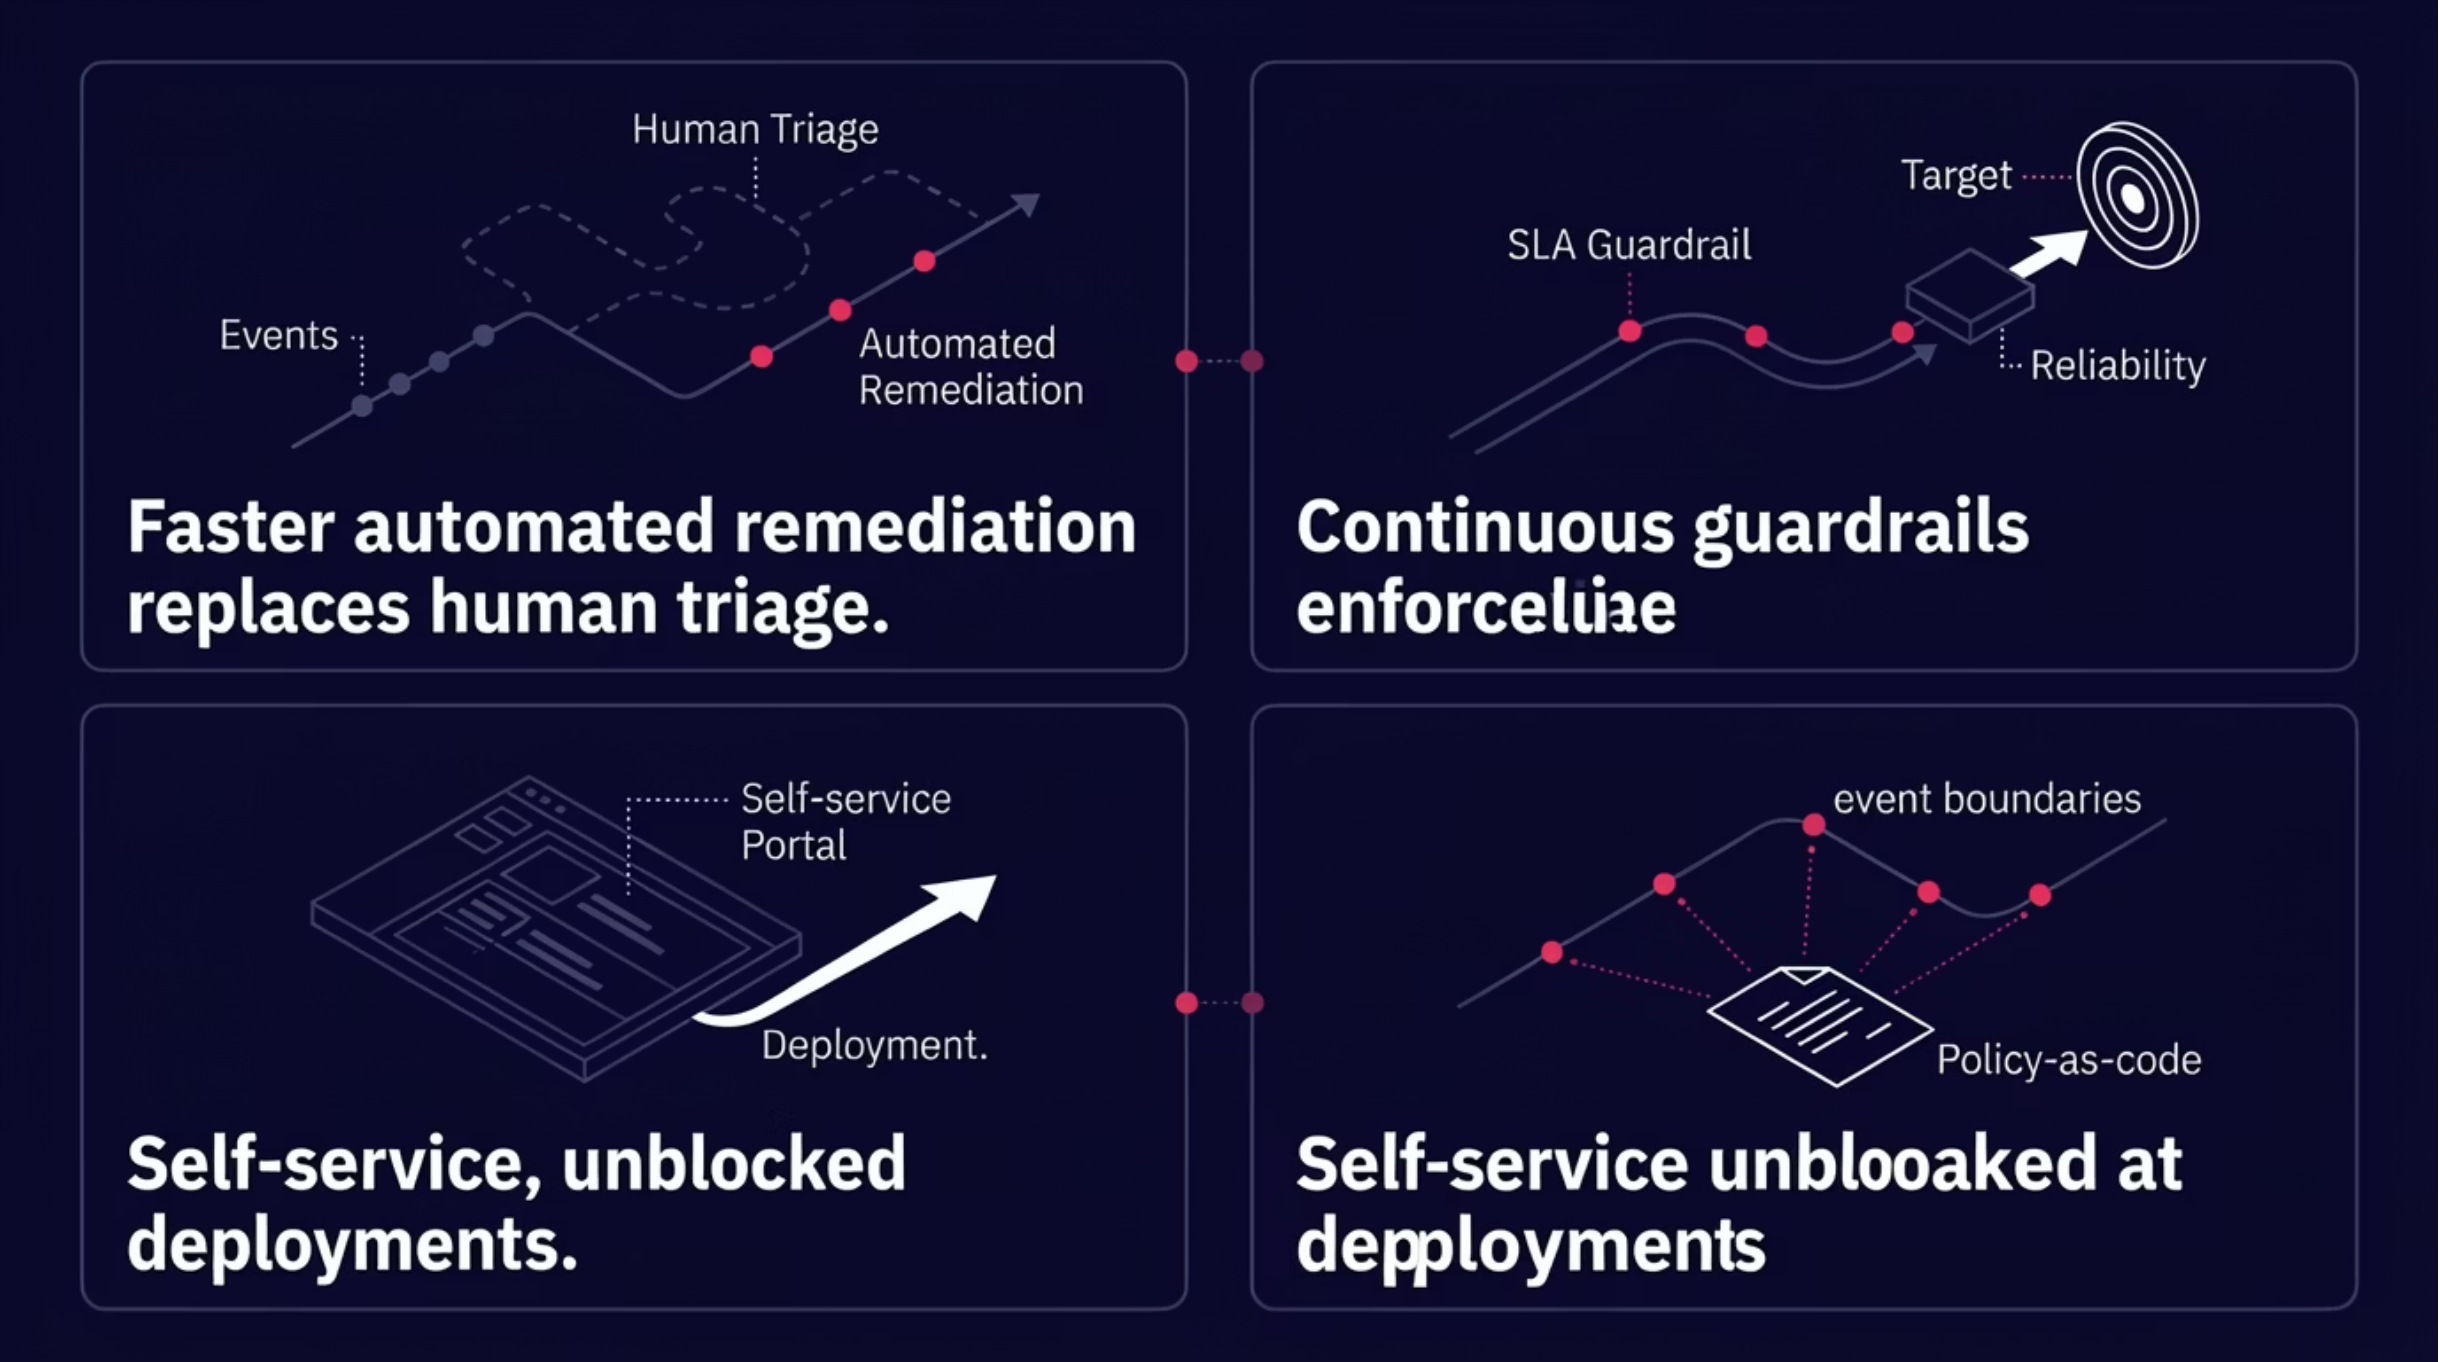 Human Triage
Events
Automated
Remediation
Faster automated remediation
replaces human triage.
Target
SLA Guardrail
Reliability
Continuous guardrails
Self-service
Portal
Deployment.
Self-service, unblocked
deployments.
event boundaries
Policy-as-code
Self-service unblooaked at
depployments